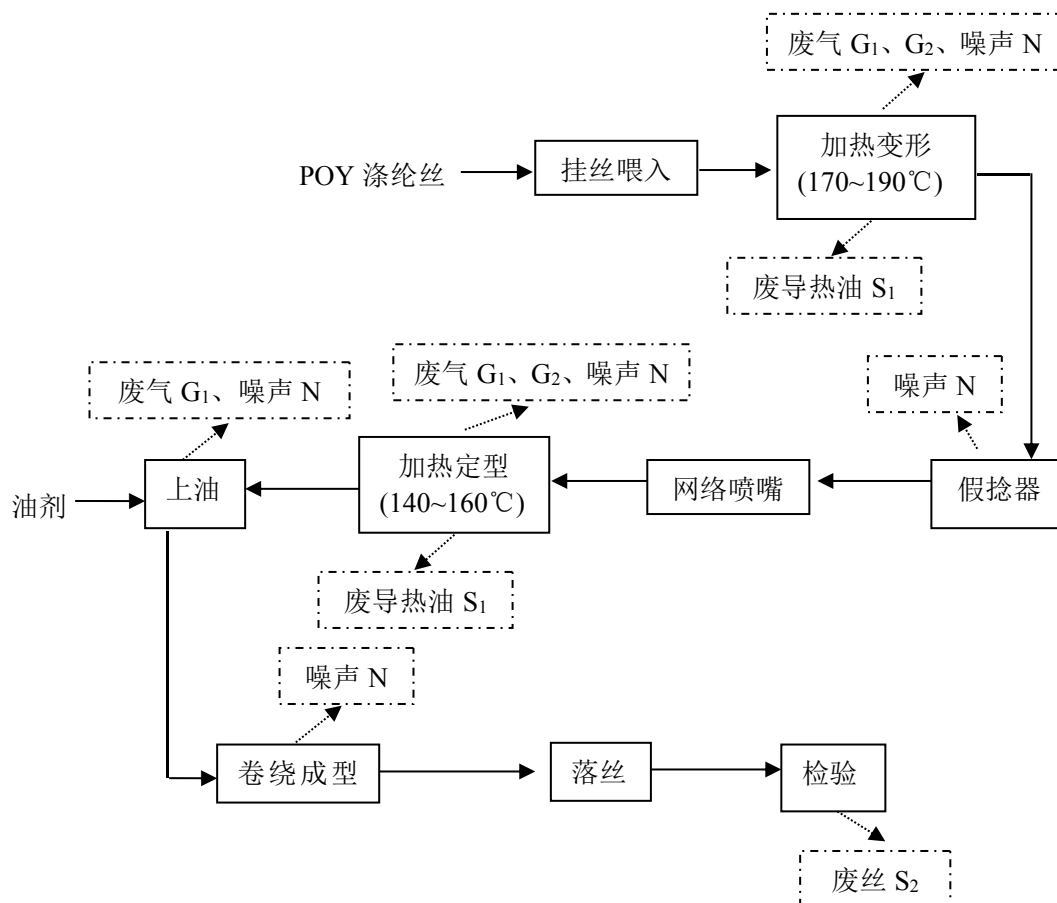 废气 G₁、G₂、噪声 N
POY 涤纶丝
挂丝喂入
加热变形
(170~190℃)
废导热油 S₁
废气 G₁、噪声 N
废气 G₁、G₂、噪声 N
噪声 N
油剂
上油
加热定型
(140~160℃)
网络喷嘴
假捻器
废导热油 S₁
噪声 N
卷绕成型
落丝
检验
废丝 S₂